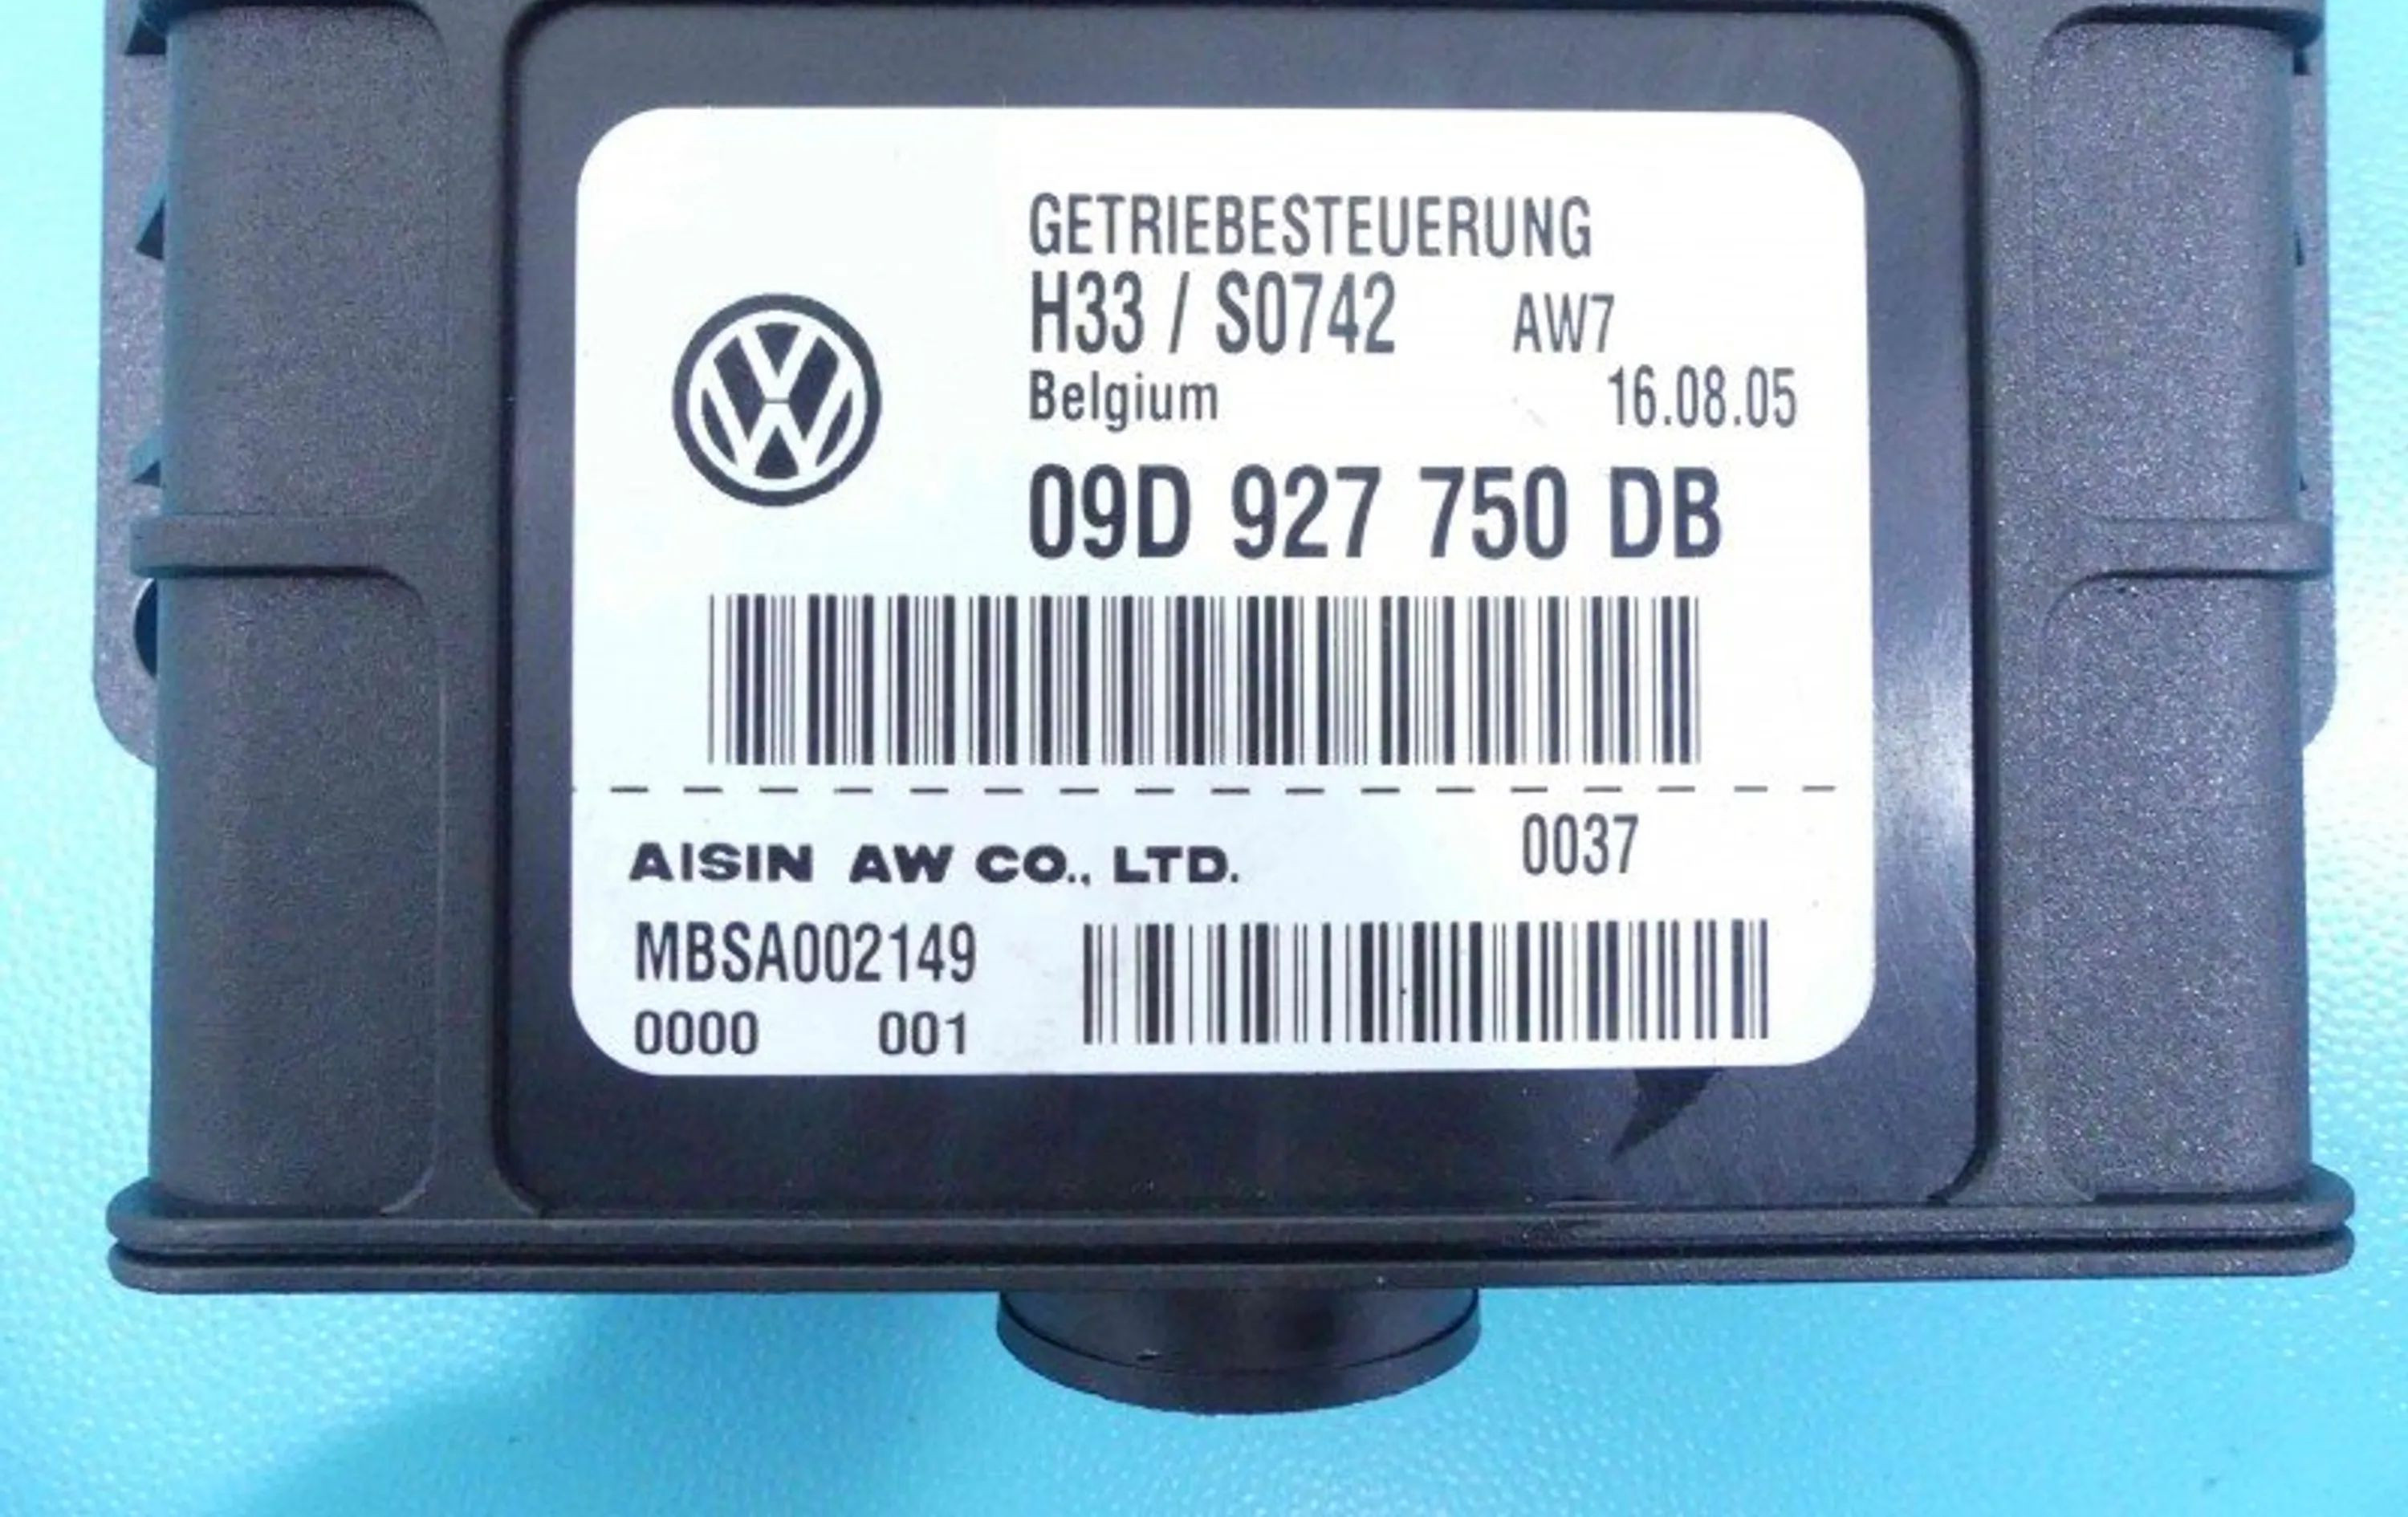 GETRIEBESTEUERUNG
H33 / S0742 AW7
Belgium 16.08.05
09D 927 750 DB
AISIN AW CO., LTD. 0037
MBSA002149
0000 001